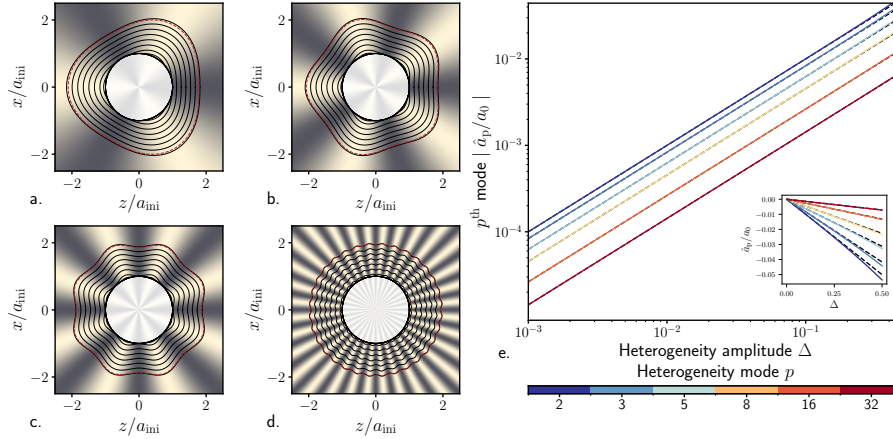 x/a_ini
2
0
−2
−2
0
2
z/a_ini
a.
x/a_ini
2
0
−2
−2
0
2
z/a_ini
b.
x/a_ini
2
0
−2
−2
0
2
z/a_ini
c.
x/a_ini
2
0
−2
−2
0
2
z/a_ini
d.
p^th mode | â_p/a_0 |
10^−2
10^−3
10^−4
10^−3
10^−2
10^−1
e.
Heterogeneity amplitude Δ
â_p/a_0
0.00
−0.01
−0.02
−0.03
−0.04
−0.05
0.00
0.25
0.50
Δ
Heterogeneity mode p
2
3
5
8
16
32